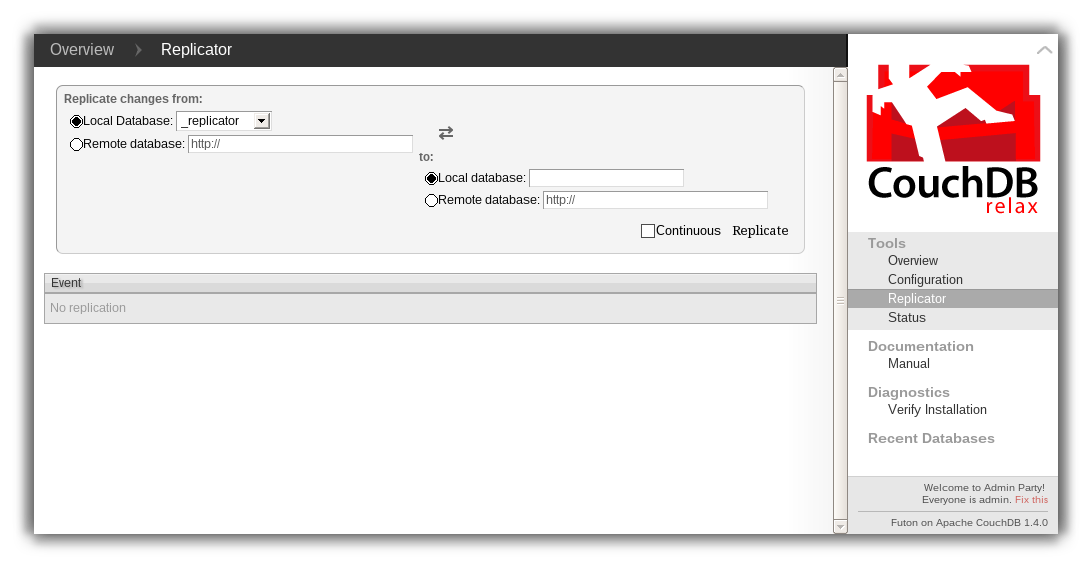 Overview
Replicator
Replicate changes from:
Local Database: _replicator
Remote database: http://
to:
Local database:
Remote database: http://
Continuous Replicate
Event
No replication
CouchDB
relax
Tools
Overview
Configuration
Replicator
Status
Documentation
Manual
Diagnostics
Verify Installation
Recent Databases
Welcome to Admin Party!
Everyone is admin. Fix this
Futon on Apache CouchDB 1.4.0